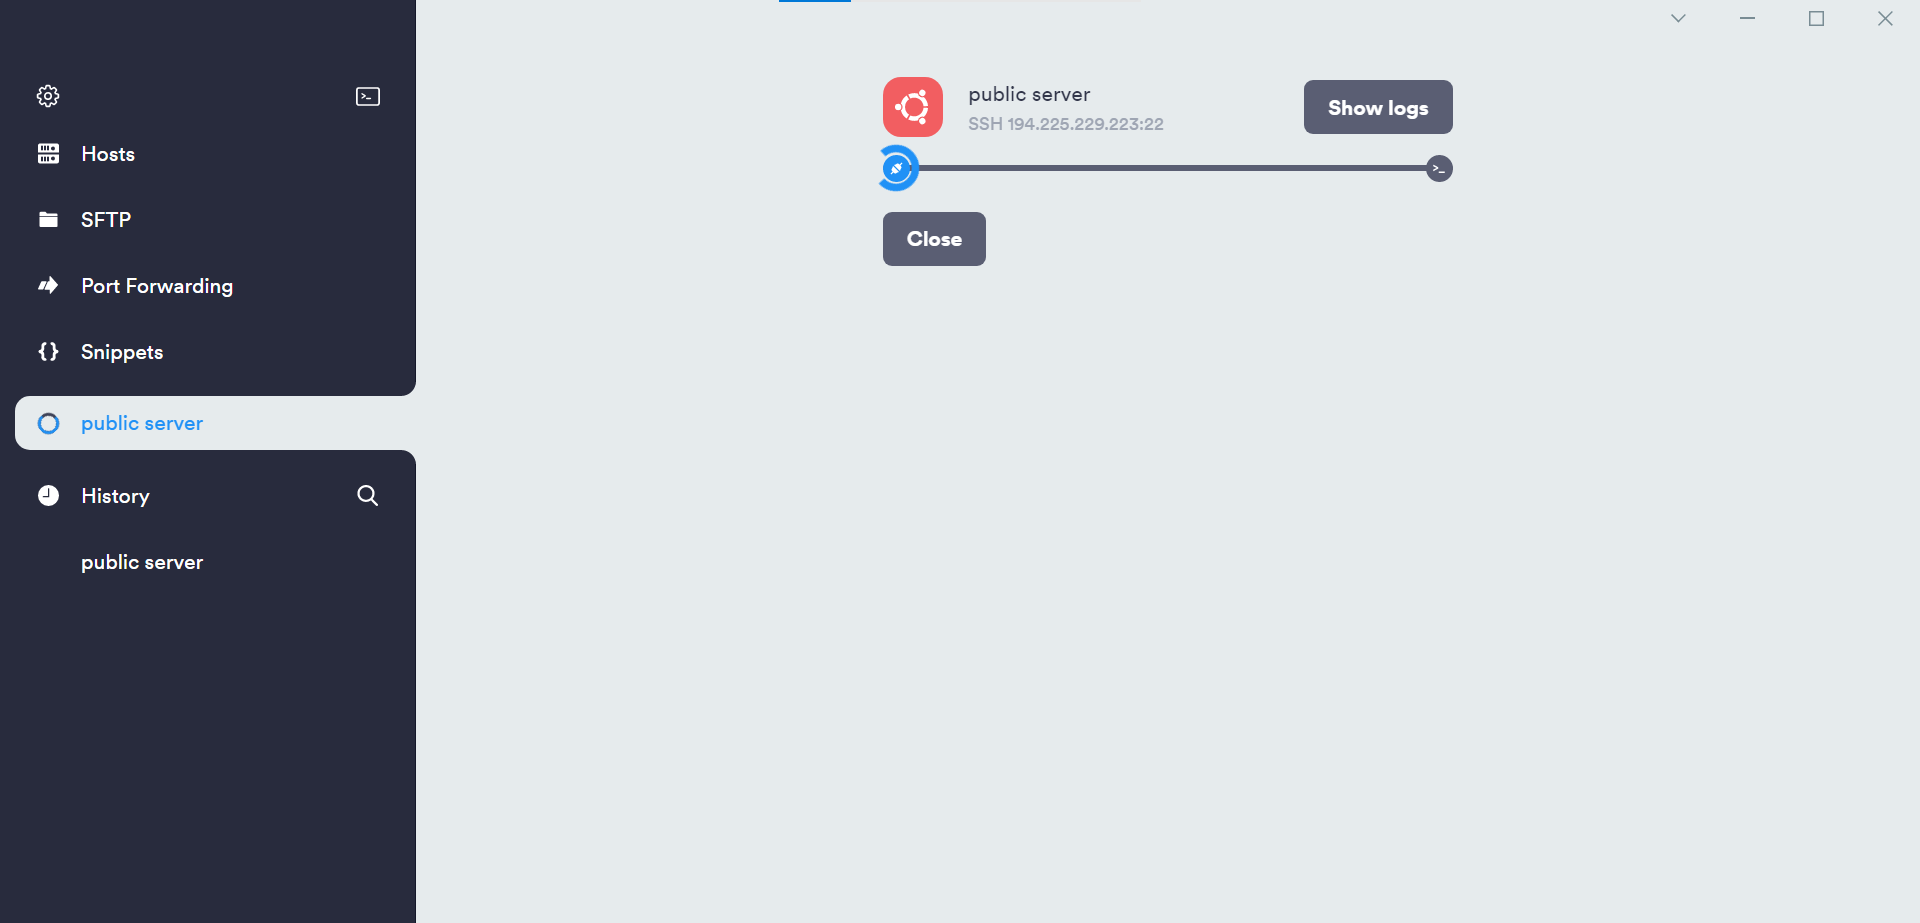 Hosts
SFTP
Port Forwarding
Snippets
public server
History
public server
public server
SSH 194.225.229.223:22
Show logs
Close